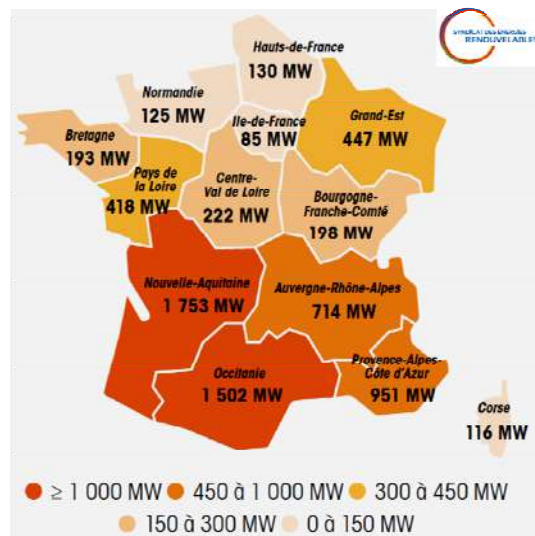 SYNDICAT DES ÉNERGIES
RENOUVELABLES
Hauts-de-France
130 MW
Normandie
125 MW
Ile-de-France
85 MW
Grand-Est
447 MW
Bretagne
193 MW
Pays de
la Loire
418 MW
Centre-
Val de Loire
222 MW
Bourgogne-
Franche-Comté
198 MW
Nouvelle-Aquitaine
1 753 MW
Auvergne-Rhône-Alpes
714 MW
Occitanie
1 502 MW
Provence-Alpes-
Côte d'Azur
951 MW
Corse
116 MW
≥ 1 000 MW
450 à 1 000 MW
300 à 450 MW
150 à 300 MW
0 à 150 MW